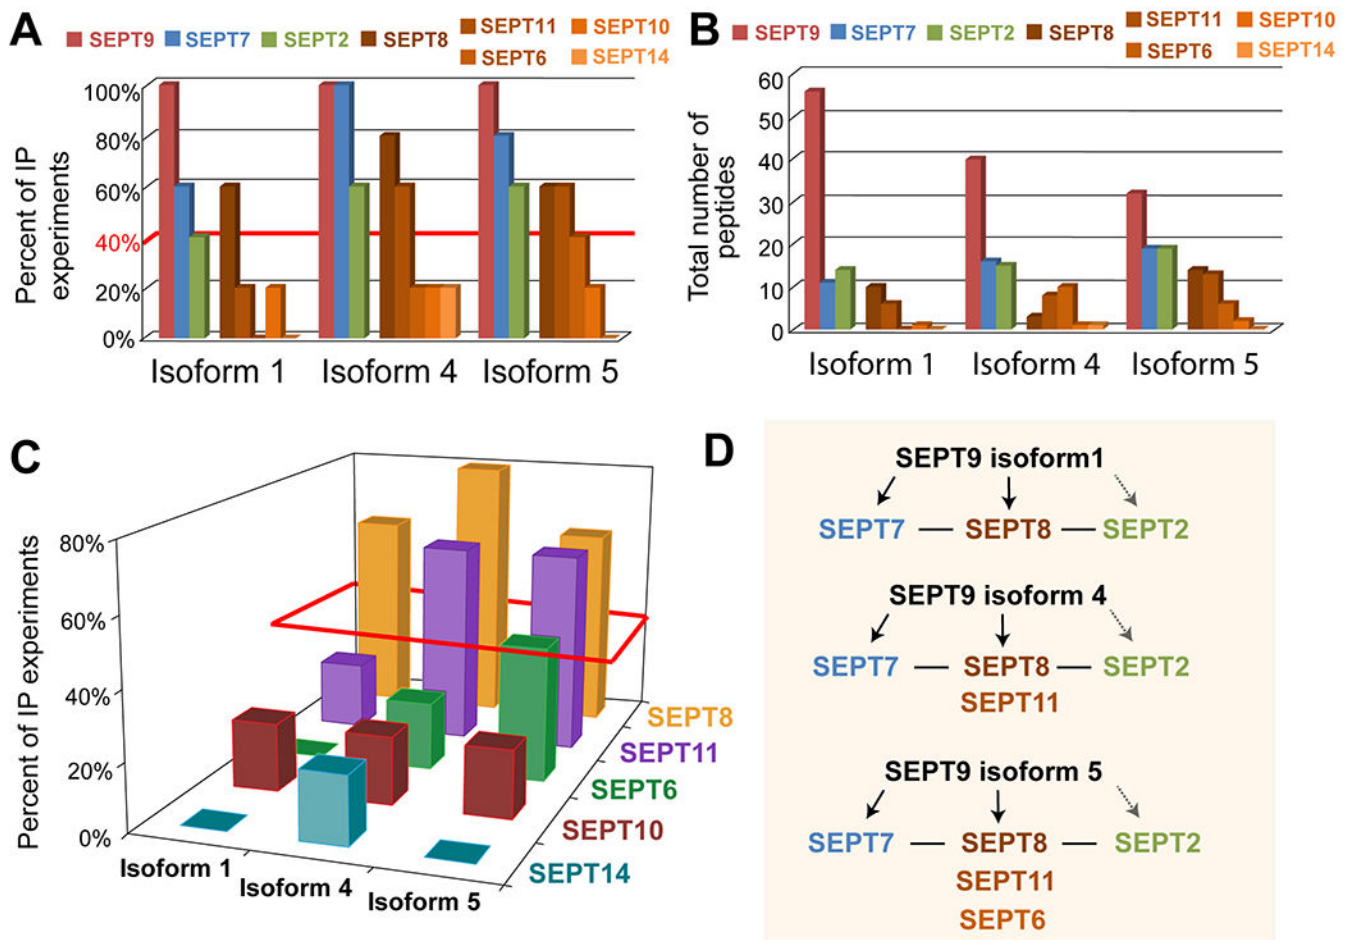 A
SEPT9 SEPT7 SEPT2 SEPT8 SEPT11 SEPT10
SEPT6 SEPT14
Percent of IP
experiments
100%
80%
60%
40%
20%
0%
Isoform 1 Isoform 4 Isoform 5
B
SEPT9 SEPT7 SEPT2 SEPT8 SEPT11 SEPT10
SEPT6 SEPT14
Total number of
peptides
60
50
40
30
20
10
0
Isoform 1 Isoform 4 Isoform 5
C
Percent of IP experiments
80%
60%
40%
20%
0%
Isoform 1
Isoform 4
Isoform 5
SEPT8
SEPT11
SEPT6
SEPT10
SEPT14
D
SEPT9 isoform1
SEPT7 — SEPT8 — SEPT2
SEPT9 isoform 4
SEPT7 — SEPT8 — SEPT2
SEPT11
SEPT9 isoform 5
SEPT7 — SEPT8 — SEPT2
SEPT11
SEPT6